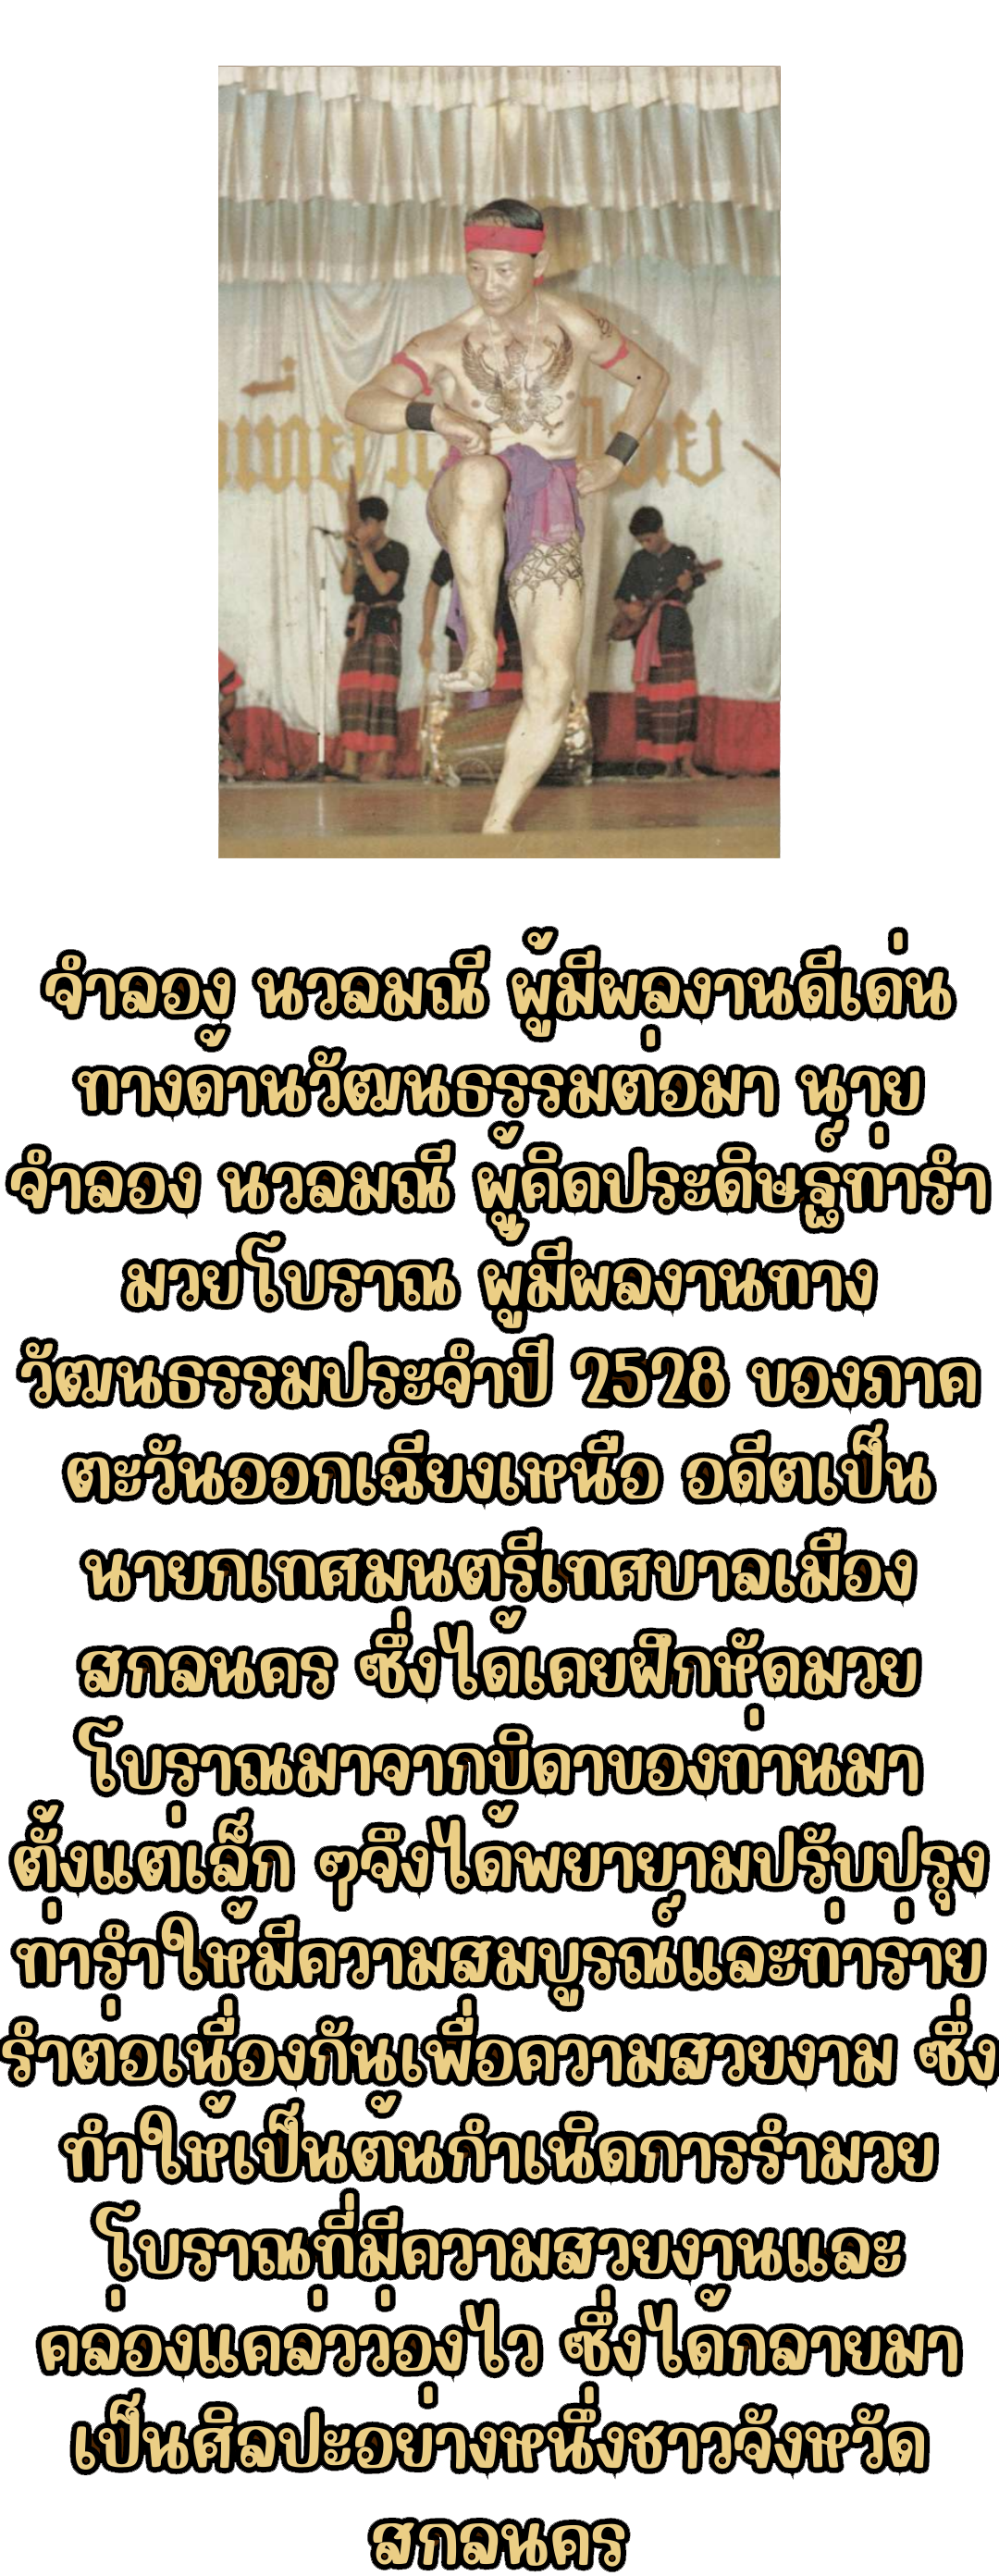 จำลอง นวลมณี ผู้มีผลงานดีเด่น
ทางด้านวัฒนธรรมต่อมา นาย
จำลอง นวลมณี ผู้คิดประดิษฐ์ท่ารำ
มวยโบราณ ผู้มีผลงานทาง
วัฒนธรรมประจำปี 2528 ของภาค
ตะวันออกเฉียงเหนือ อดีตเป็น
นายกเทศมนตรีเทศบาลเมือง
สกลนคร ซึ่งได้เคยฝึกหัดมวย
โบราณมาจากบิดาของท่านมา
ตั้งแต่เล็ก ๆจึงได้พยายามปรับปรุง
ท่ารำให้มีความสมบูรณ์และท่าร่าย
รำต่อเนื่องกันเพื่อความสวยงาม ซึ่ง
ทำให้เป็นต้นกำเนิดการรำมวย
โบราณที่มีความสวยงานและ
คล่องแคล่วว่องไว ซึ่งได้กลายมา
เป็นศิลปะอย่างหนึ่งชาวจังหวัด
สกลนคร